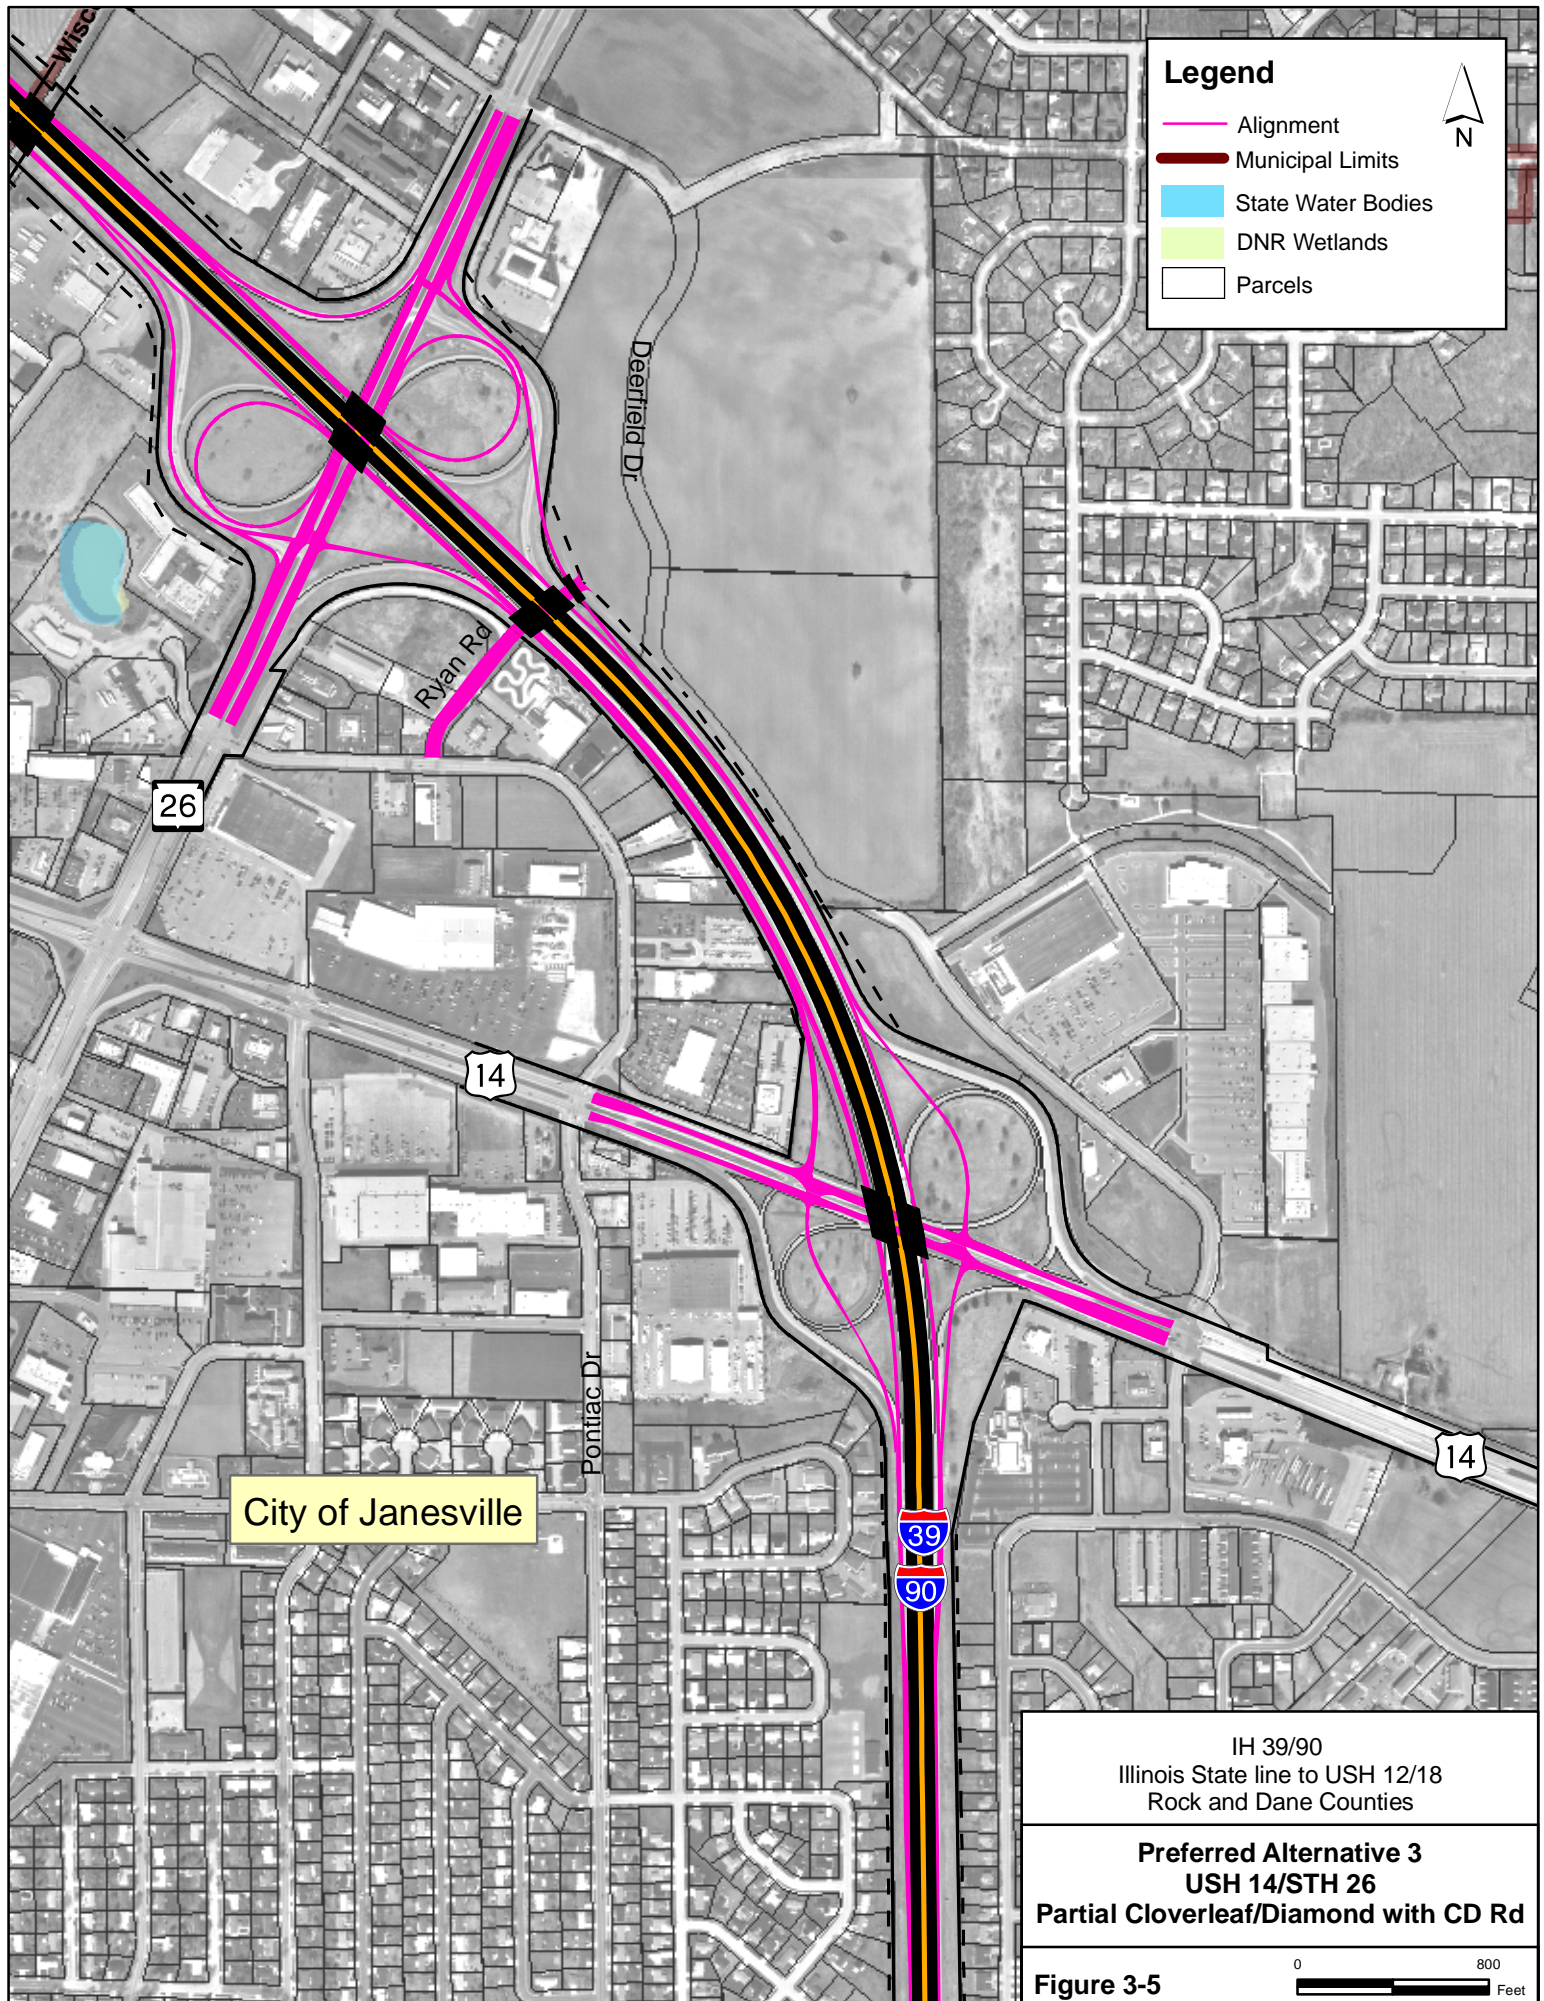 Legend
Alignment
Municipal Limits
State Water Bodies
DNR Wetlands
Parcels
N
Deerfield Dr
Ryan Rd
26
14
Pontiac Dr
14
City of Janesville
39
90
IH 39/90
Illinois State line to USH 12/18
Rock and Dane Counties
Preferred Alternative 3
USH 14/STH 26
Partial Cloverleaf/Diamond with CD Rd
Figure 3-5
0 800
Feet